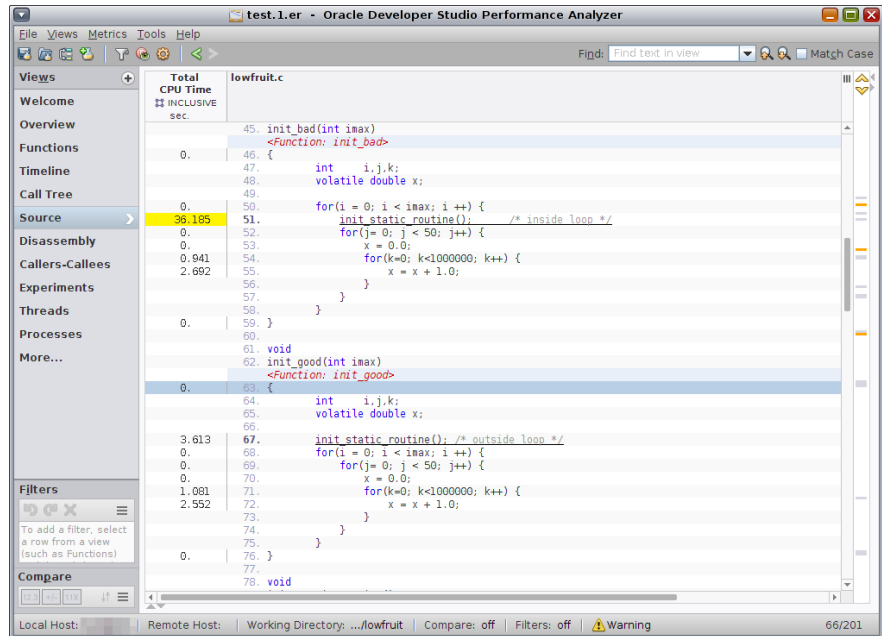 test.1.er - Oracle Developer Studio Performance Analyzer
File Views Metrics Tools Help
Find: Find text in view Match Case
Views
Welcome
Overview
Functions
Timeline
Call Tree
Source
Disassembly
Callers-Callees
Experiments
Threads
Processes
More...
Filters
To add a filter, select
a row from a view
(such as Functions)
Compare
12.3 +/- 11X
Total lowfruit.c
CPU Time
INCLUSIVE
sec.
45. init_bad(int imax)
<Function: init_bad>
0. 46. {
47. int i,j,k;
48. volatile double x;
49.
0. 50. for(i = 0; i < imax; i ++) {
36.185 51. init_static_routine(); /* inside loop */
0. 52. for(j= 0; j < 50; j++) {
0. 53. x = 0.0;
0.941 54. for(k=0; k<1000000; k++) {
2.692 55. x = x + 1.0;
56. }
57. }
58. }
0. 59. }
60.
61. void
62. init_good(int imax)
<Function: init_good>
0. 63. {
64. int i,j,k;
65. volatile double x;
66.
3.613 67. init_static_routine(); /* outside loop */
0. 68. for(i = 0; i < imax; i ++) {
0. 69. for(j= 0; j < 50; j++) {
0. 70. x = 0.0;
1.081 71. for(k=0; k<1000000; k++) {
2.552 72. x = x + 1.0;
73. }
74. }
75. }
0. 76. }
77.
78. void
Local Host: Remote Host: Working Directory: .../lowfruit Compare: off Filters: off Warning 66/201